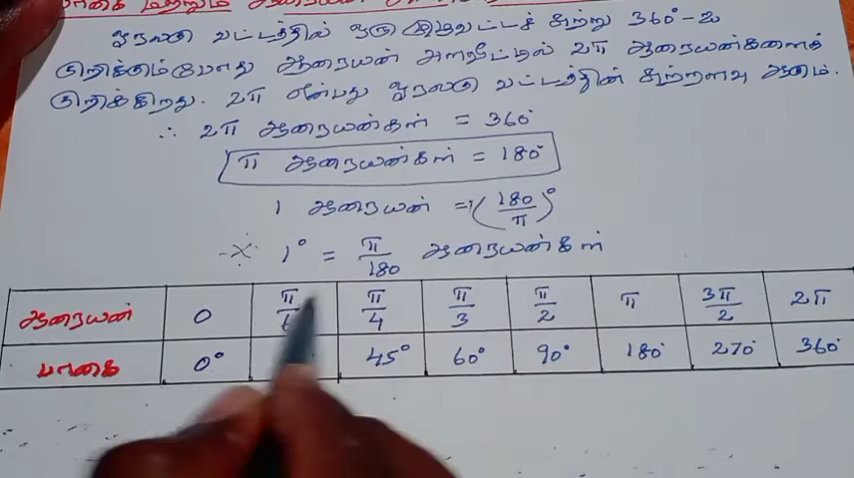 பாகை மற்றும் ஆரையன்
ஓரலகு வட்டத்தில் ஒரு முழுவட்டச் சுற்று 360°-ஐ
குறிக்கும்போது ஆரையன் அளவீட்டில் 2π ஆரையன்களைக்
குறிக்கிறது. 2π என்பது ஓரலகு வட்டத்தின் சுற்றளவு ஆகும்.
∴ 2π ஆரையன்கள் = 360°
π ஆரையன்கள் = 180°
1 ஆரையன் = (180/π)°
1° = π/180 ஆரையன்கள்
ஆரையன் 0 π/ π/4 π/3 π/2 π 3π/2 2π
பாகை 0° 45° 60° 90° 180° 270° 360°